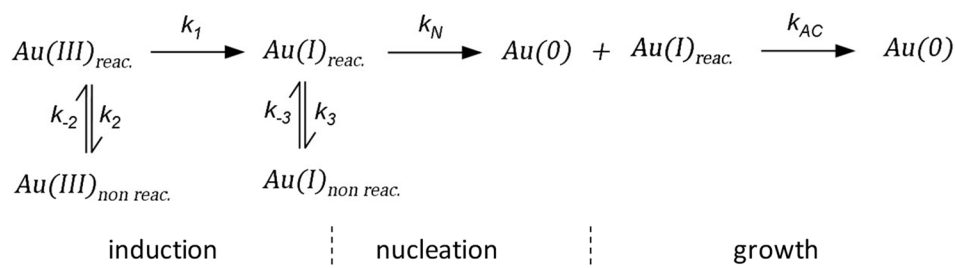 k1 kN kAC
Au(III)reac. Au(I)reac. Au(0) + Au(I)reac. Au(0)
k-2 k2 k-3 k3
Au(III)non reac. Au(I)non reac.
induction nucleation growth